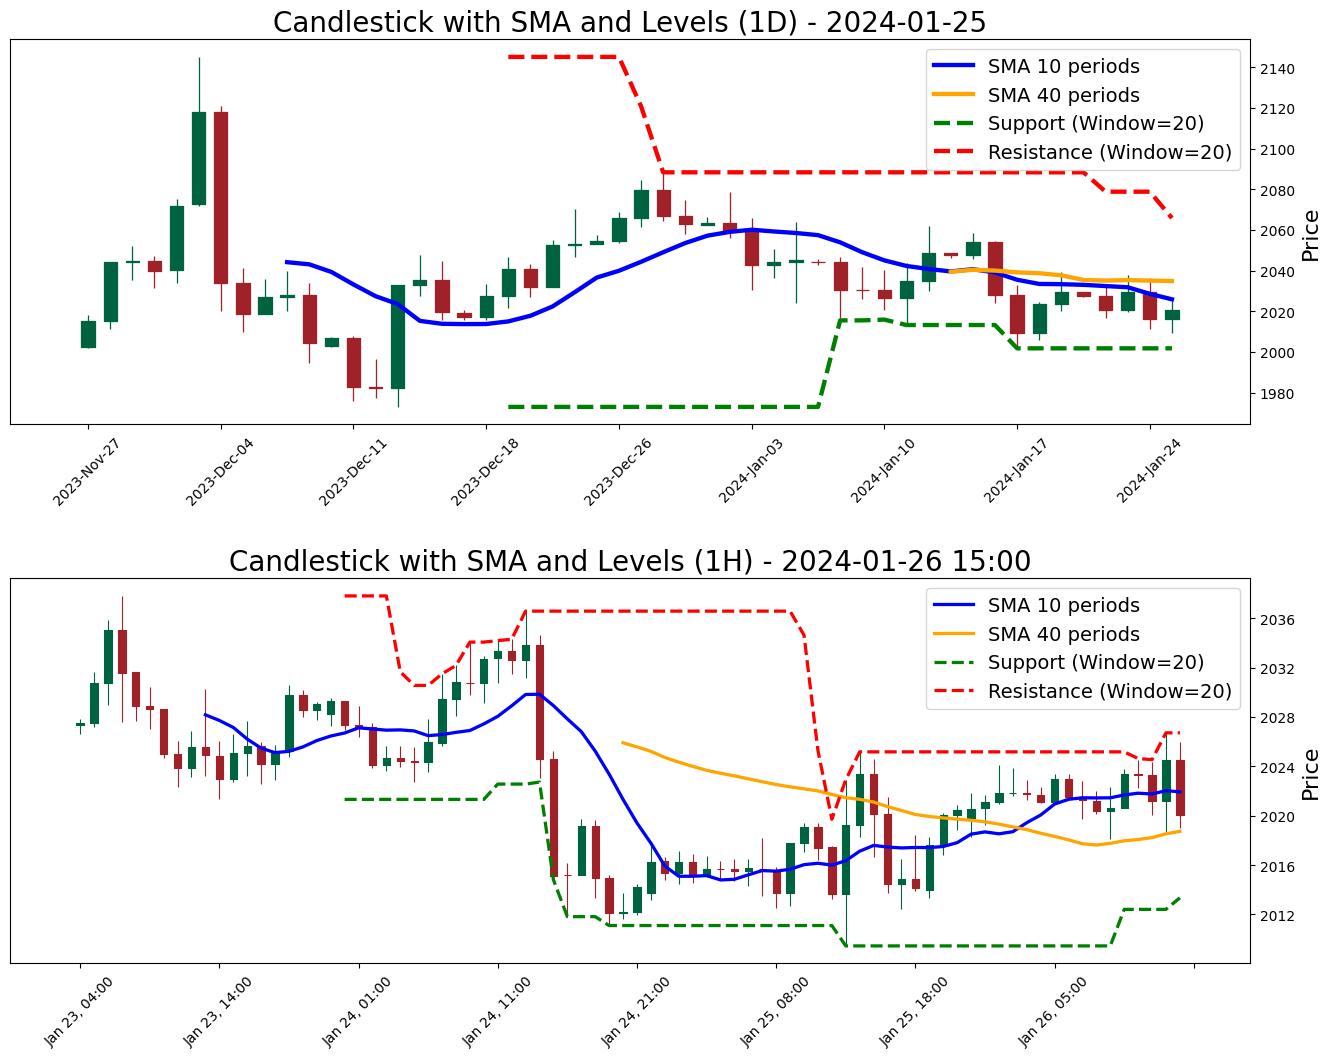 Candlestick with SMA and Levels (1D) - 2024-01-25
SMA 10 periods
SMA 40 periods
Support (Window=20)
Resistance (Window=20)
2140
2120
2100
2080
2060
2040
2020
2000
1980
Price
2023-Nov-27
2023-Dec-04
2023-Dec-11
2023-Dec-18
2023-Dec-26
2024-Jan-03
2024-Jan-10
2024-Jan-17
2024-Jan-24
Candlestick with SMA and Levels (1H) - 2024-01-26 15:00
SMA 10 periods
SMA 40 periods
Support (Window=20)
Resistance (Window=20)
2036
2032
2028
2024
2020
2016
2012
Price
Jan 23, 04:00
Jan 23, 14:00
Jan 24, 01:00
Jan 24, 11:00
Jan 24, 21:00
Jan 25, 08:00
Jan 25, 18:00
Jan 26, 05:00